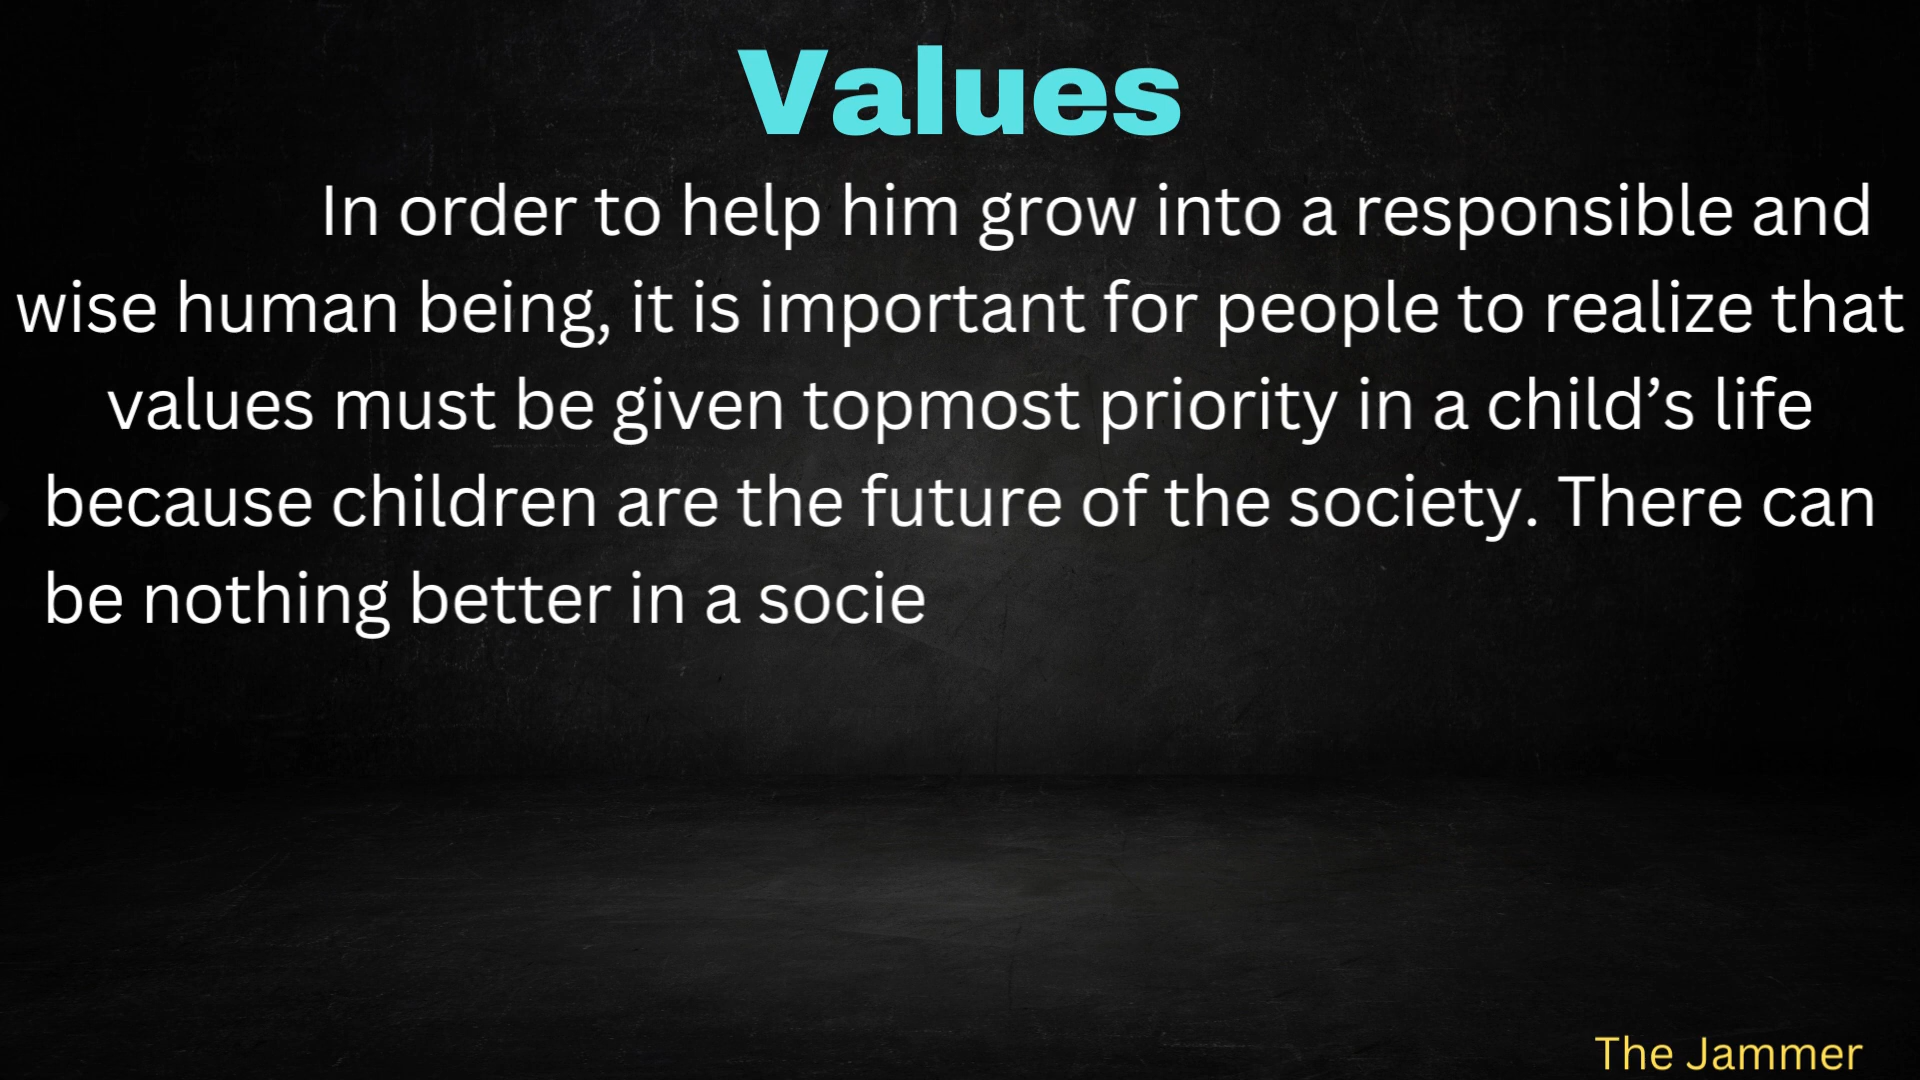 Values
In order to help him grow into a responsible and
wise human being, it is important for people to realize that
values must be given topmost priority in a child’s life
because children are the future of the society. There can
be nothing better in a socie
The Jammer